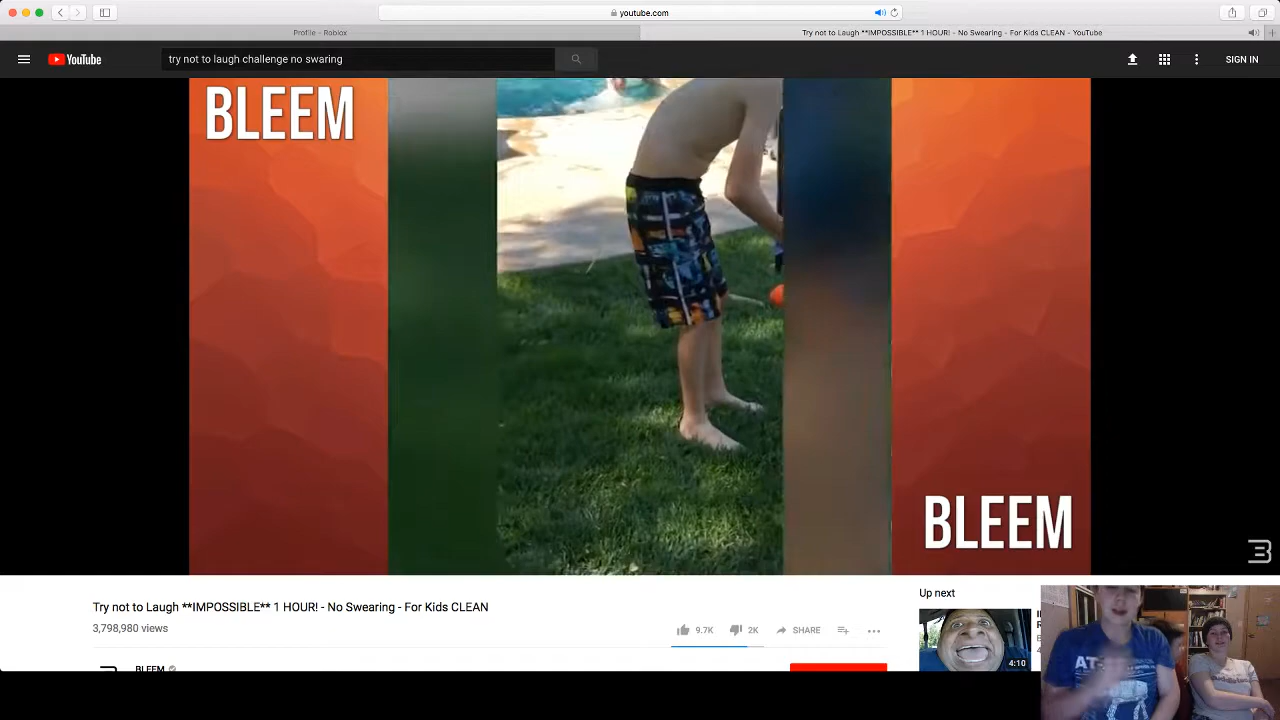 youtube.com
Profile - Roblox
Try not to Laugh **IMPOSSIBLE** 1 HOUR! - No Swearing - For Kids CLEAN - YouTube
YouTube
try not to laugh challenge no swaring
SIGN IN
BLEEM
BLEEM
Try not to Laugh **IMPOSSIBLE** 1 HOUR! - No Swearing - For Kids CLEAN
3,798,980 views
9.7K
2K
SHARE
Up next
4:10
BLEEM